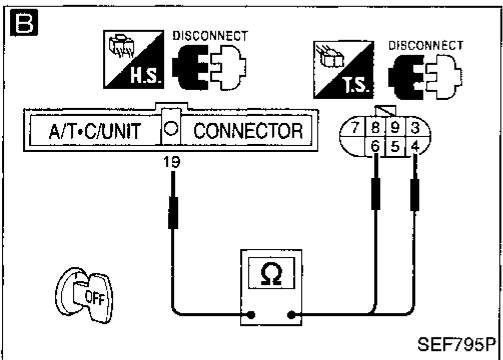 B
DISCONNECT
H.S.
DISCONNECT
T.S.
A/T•C/UNIT CONNECTOR
19
7 8 9 3
6 5 4
Ω
OFF
SEF795P